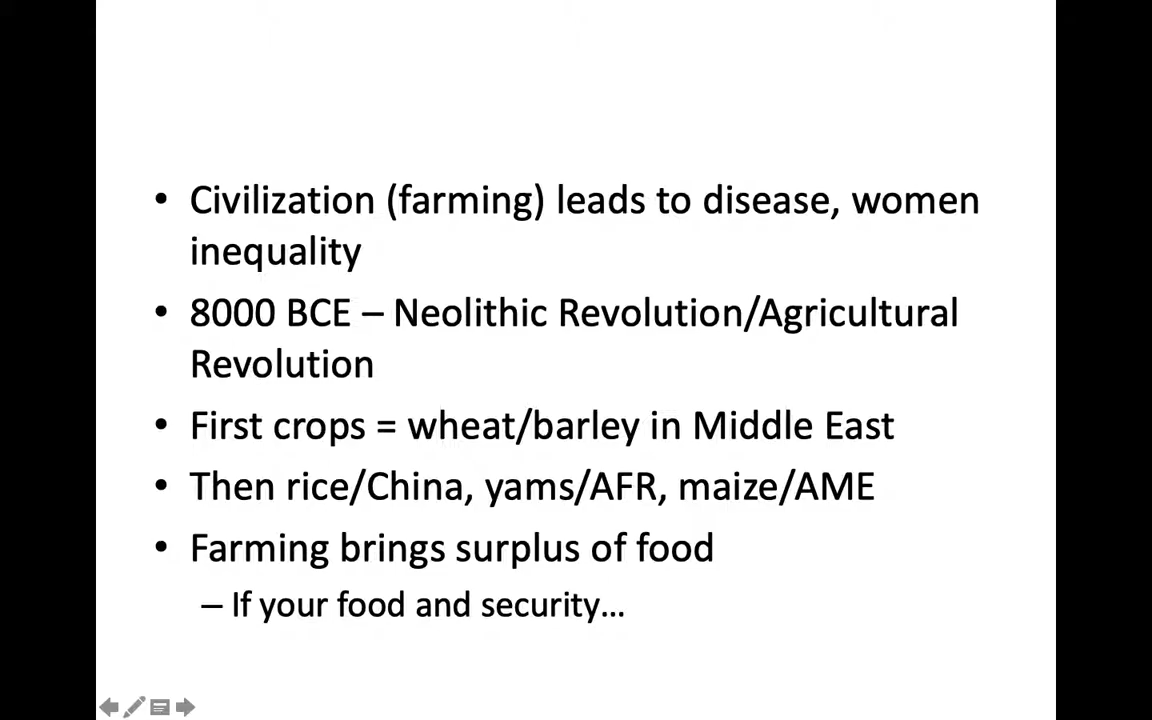 • Civilization (farming) leads to disease, women
inequality
• 8000 BCE – Neolithic Revolution/Agricultural
Revolution
• First crops = wheat/barley in Middle East
• Then rice/China, yams/AFR, maize/AME
• Farming brings surplus of food
– If your food and security…